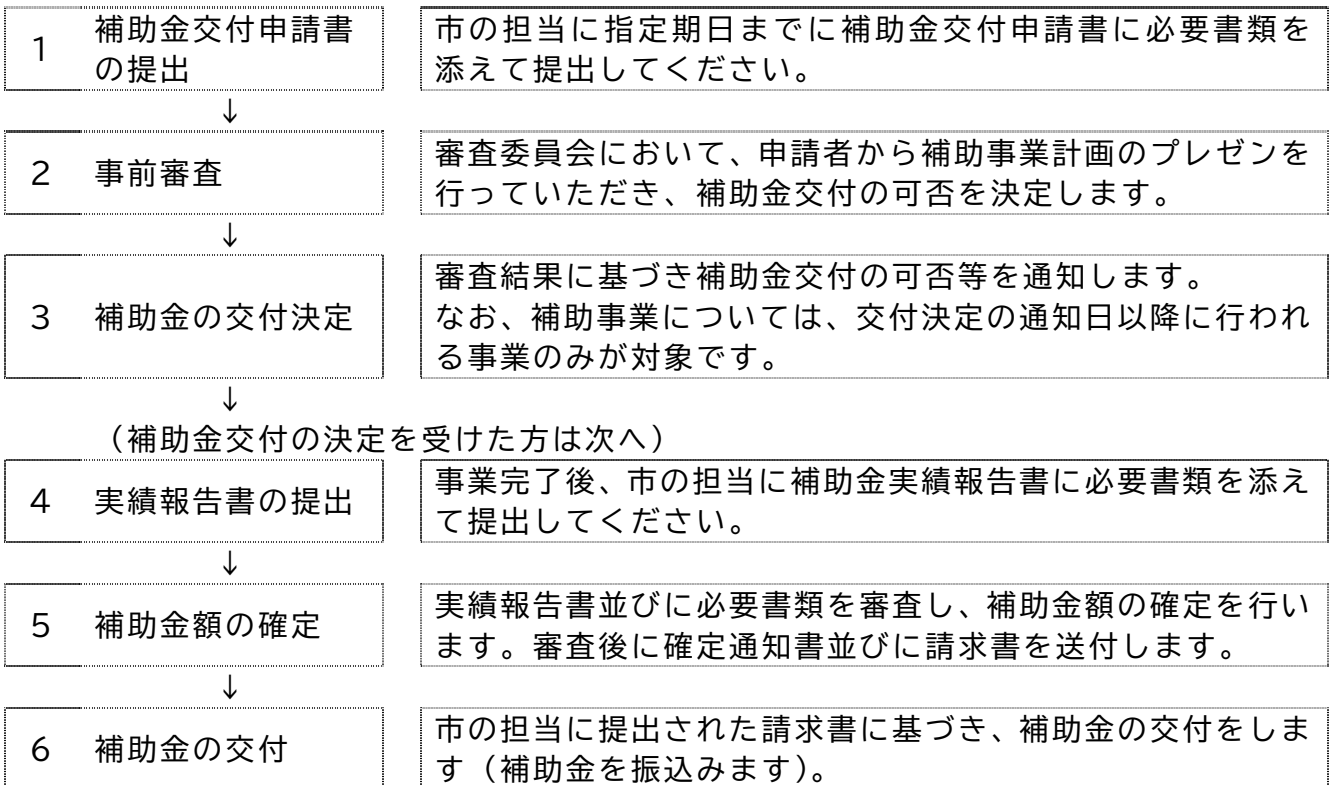 1 補助金交付申請書
の提出
市の担当に指定期日までに補助金交付申請書に必要書類を
添えて提出してください。
↓
2 事前審査
審査委員会において、申請者から補助事業計画のプレゼンを
行っていただき、補助金交付の可否を決定します。
↓
3 補助金の交付決定
審査結果に基づき補助金交付の可否等を通知します。
なお、補助事業については、交付決定の通知日以降に行われ
る事業のみが対象です。
↓
（補助金交付の決定を受けた方は次へ）
4 実績報告書の提出
事業完了後、市の担当に補助金実績報告書に必要書類を添え
て提出してください。
↓
5 補助金額の確定
実績報告書並びに必要書類を審査し、補助金額の確定を行い
ます。審査後に確定通知書並びに請求書を送付します。
↓
6 補助金の交付
市の担当に提出された請求書に基づき、補助金の交付をしま
す（補助金を振込みます）。